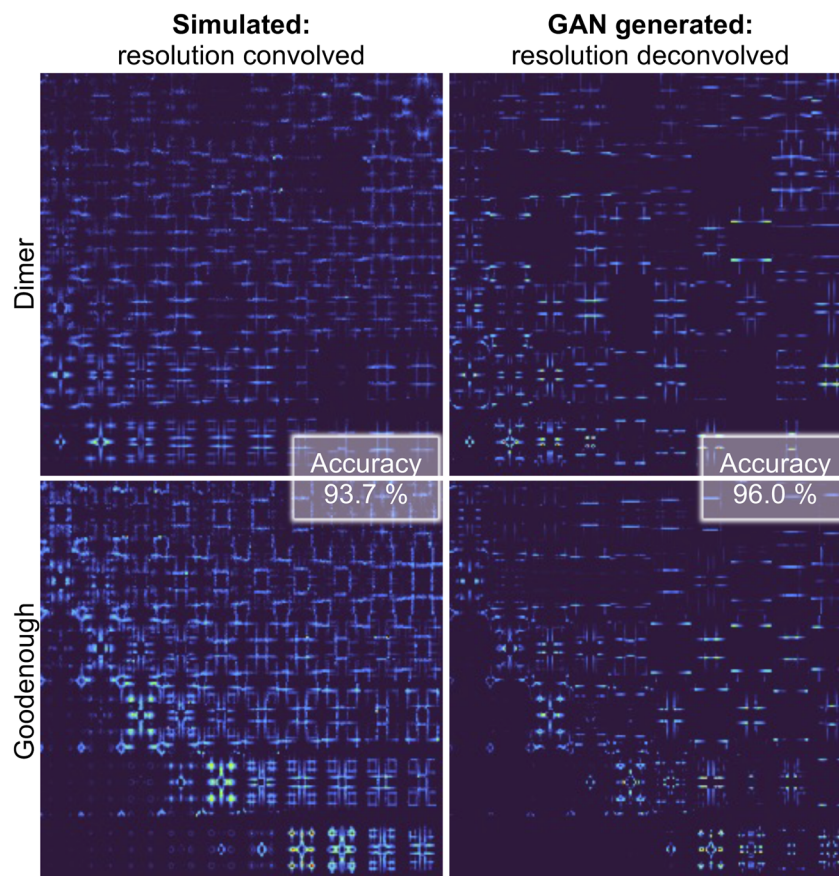 Simulated:
resolution convolved
GAN generated:
resolution deconvolved
Dimer
Accuracy
93.7 %
Accuracy
96.0 %
Goodenough